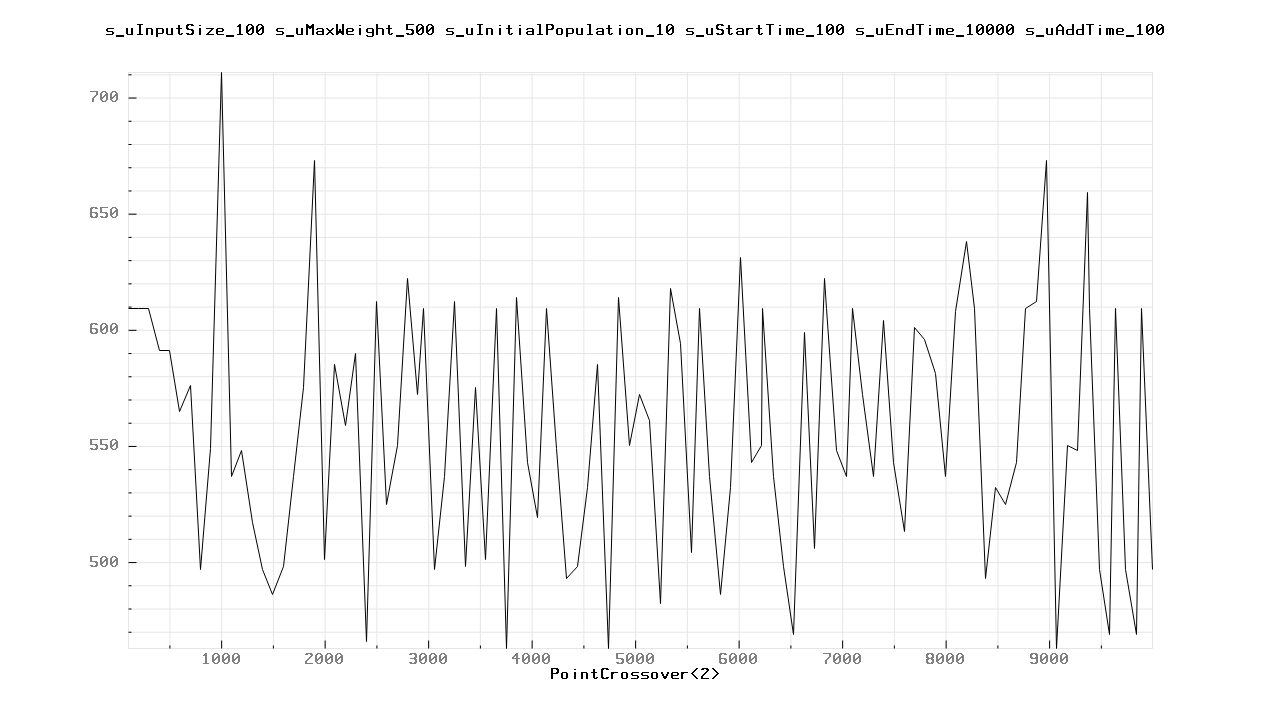 s_uInputSize_100 s_uMaxWeight_500 s_uInitialPopulation_10 s_uStartTime_100 s_uEndTime_10000 s_uAddTime_100
700
650
600
550
500
1000 2000 3000 4000 5000 6000 7000 8000 9000
PointCrossover<2>